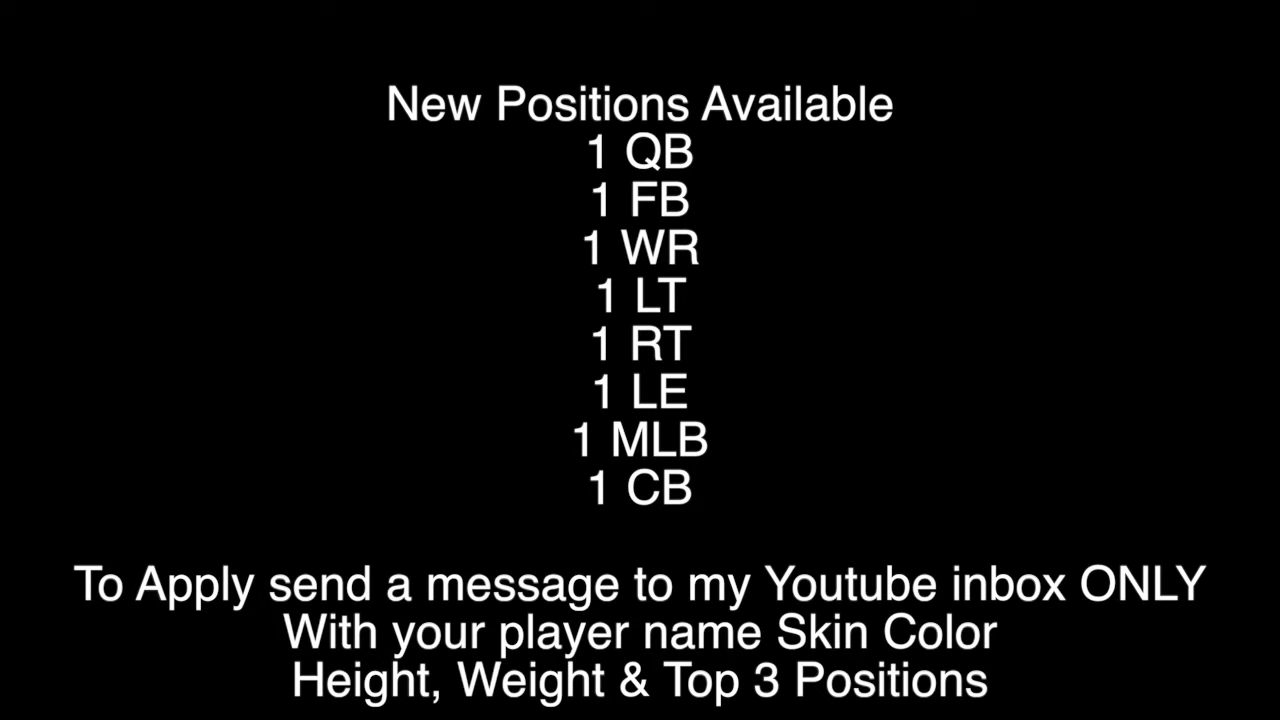 New Positions Available
1 QB
1 FB
1 WR
1 LT
1 RT
1 LE
1 MLB
1 CB
To Apply send a message to my Youtube inbox ONLY
With your player name Skin Color
Height, Weight & Top 3 Positions